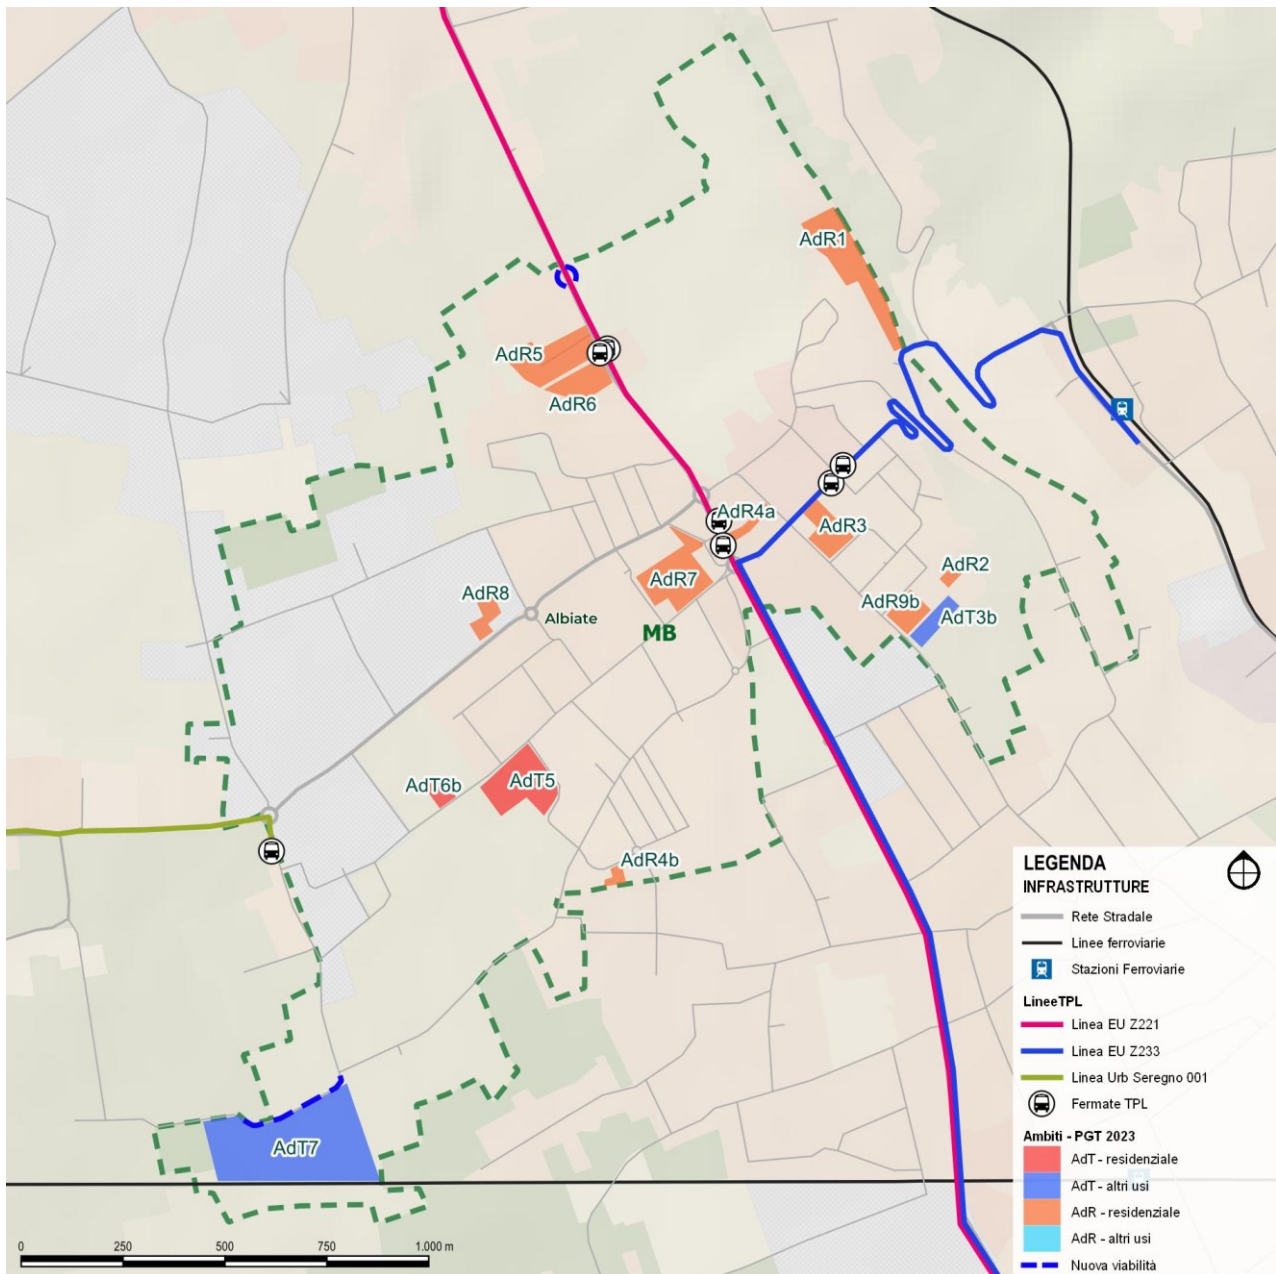 AdR1
AdR5
AdR6
AdR4a
AdR3
AdR2
AdR7
AdR8
AdR9b
AdT3b
Albiate
MB
AdT6b
AdT5
AdR4b
AdT7
0 250 500 750 1.000 m
LEGENDA
INFRASTRUTTURE
Rete Stradale
Linee ferroviarie
Stazioni Ferroviarie
LineeTPL
Linea EU Z221
Linea EU Z233
Linea Urb Seregno 001
Fermate TPL
Ambiti - PGT 2023
AdT - residenziale
AdT - altri usi
AdR - residenziale
AdR - altri usi
Nuova viabilità